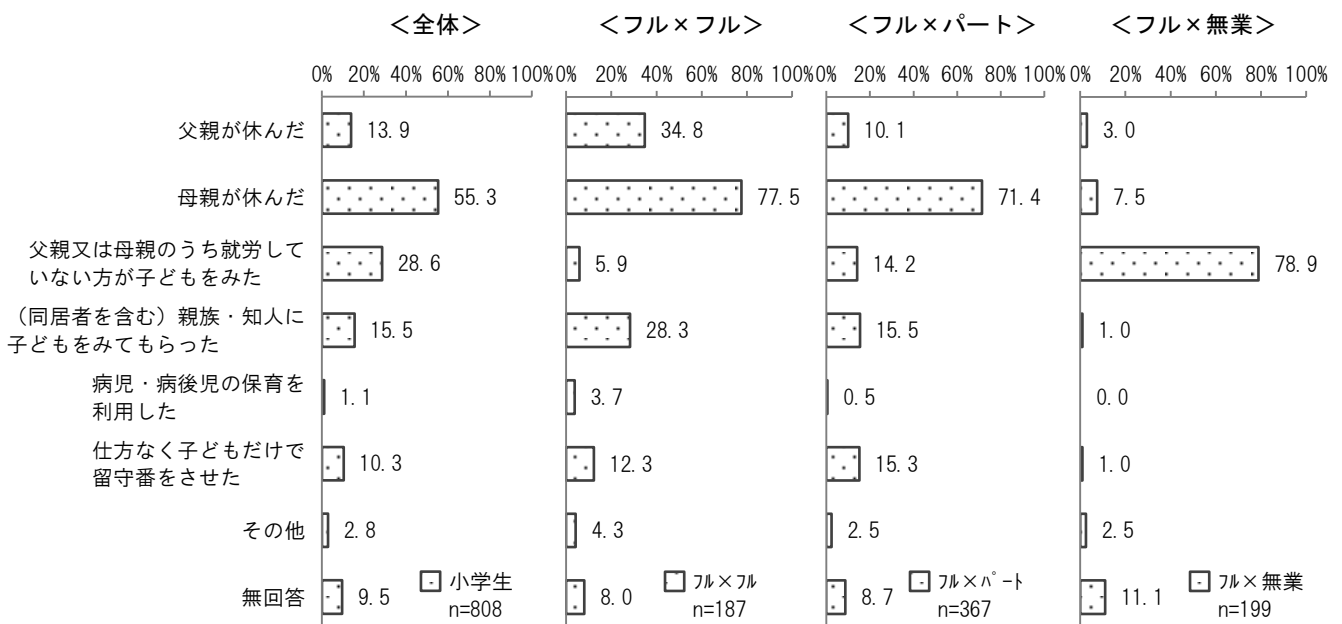 ＜全体＞ ＜フル×フル＞ ＜フル×パート＞ ＜フル×無業＞
0% 20% 40% 60% 80% 100% 0% 20% 40% 60% 80% 100% 0% 20% 40% 60% 80% 100% 0% 20% 40% 60% 80% 100%
父親が休んだ 13.9 34.8 10.1 3.0
母親が休んだ 55.3 77.5 71.4 7.5
父親又は母親のうち就労して
いない方が子どもをみた 28.6 5.9 14.2 78.9
（同居者を含む）親族・知人に
子どもをみてもらった 15.5 28.3 15.5 1.0
病児・病後児の保育を
利用した 1.1 3.7 0.5 0.0
仕方なく子どもだけで
留守番をさせた 10.3 12.3 15.3 1.0
その他 2.8 4.3 2.5 2.5
無回答 9.5 8.0 8.7 11.1
小学生 ﾌﾙ×ﾌﾙ ﾌﾙ×ﾊﾟｰﾄ ﾌﾙ×無業
n=808 n=187 n=367 n=199